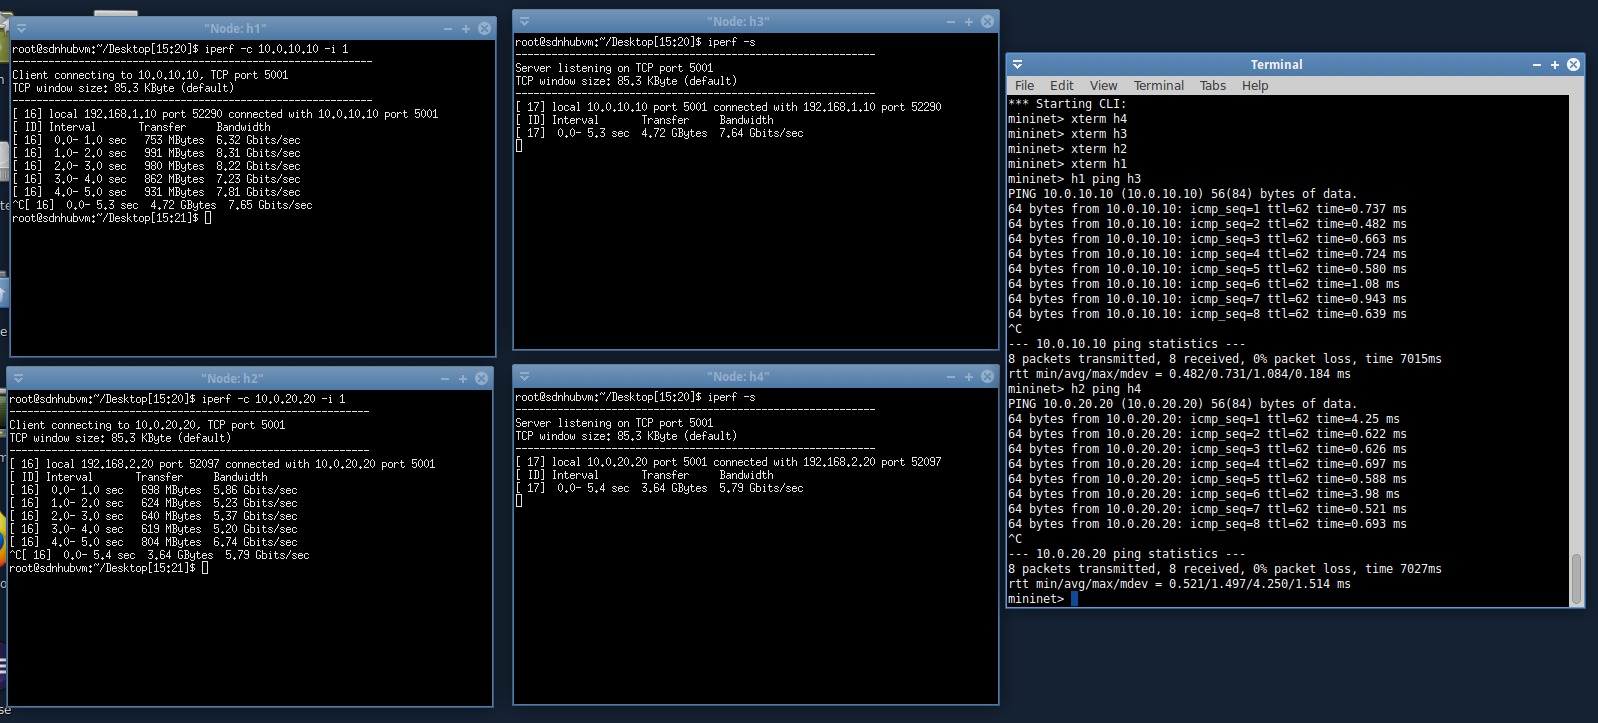 "Node: h1"
root@sdnhubvm:~/Desktop[15:20]$ iperf -c 10.0.10.10 -i 1
------------------------------------------------------------
Client connecting to 10.0.10.10, TCP port 5001
TCP window size: 85.3 KByte (default)
------------------------------------------------------------
[ 16] local 192.168.1.10 port 52290 connected with 10.0.10.10 port 5001
[ ID] Interval       Transfer     Bandwidth
[ 16]  0.0- 1.0 sec   753 MBytes  6.32 Gbits/sec
[ 16]  1.0- 2.0 sec   991 MBytes  8.31 Gbits/sec
[ 16]  2.0- 3.0 sec   980 MBytes  8.22 Gbits/sec
[ 16]  3.0- 4.0 sec   862 MBytes  7.23 Gbits/sec
[ 16]  4.0- 5.0 sec   931 MBytes  7.81 Gbits/sec
^C[ 16]  0.0- 5.3 sec  4.72 GBytes  7.65 Gbits/sec
root@sdnhubvm:~/Desktop[15:21]$
"Node: h3"
root@sdnhubvm:~/Desktop[15:20]$ iperf -s
------------------------------------------------------------
Server listening on TCP port 5001
TCP window size: 85.3 KByte (default)
------------------------------------------------------------
[ 17] local 10.0.10.10 port 5001 connected with 192.168.1.10 port 52290
[ ID] Interval       Transfer     Bandwidth
[ 17]  0.0- 5.3 sec  4.72 GBytes  7.64 Gbits/sec
"Node: h2"
root@sdnhubvm:~/Desktop[15:20]$ iperf -c 10.0.20.20 -i 1
------------------------------------------------------------
Client connecting to 10.0.20.20, TCP port 5001
TCP window size: 85.3 KByte (default)
------------------------------------------------------------
[ 16] local 192.168.2.20 port 52097 connected with 10.0.20.20 port 5001
[ ID] Interval       Transfer     Bandwidth
[ 16]  0.0- 1.0 sec   698 MBytes  5.86 Gbits/sec
[ 16]  1.0- 2.0 sec   624 MBytes  5.23 Gbits/sec
[ 16]  2.0- 3.0 sec   640 MBytes  5.37 Gbits/sec
[ 16]  3.0- 4.0 sec   619 MBytes  5.20 Gbits/sec
[ 16]  4.0- 5.0 sec   804 MBytes  6.74 Gbits/sec
^C[ 16]  0.0- 5.4 sec  3.64 GBytes  5.79 Gbits/sec
root@sdnhubvm:~/Desktop[15:21]$
"Node: h4"
root@sdnhubvm:~/Desktop[15:20]$ iperf -s
------------------------------------------------------------
Server listening on TCP port 5001
TCP window size: 85.3 KByte (default)
------------------------------------------------------------
[ 17] local 10.0.20.20 port 5001 connected with 192.168.2.20 port 52097
[ ID] Interval       Transfer     Bandwidth
[ 17]  0.0- 5.4 sec  3.64 GBytes  5.79 Gbits/sec
Terminal
File Edit View Terminal Tabs Help
*** Starting CLI:
mininet> xterm h4
mininet> xterm h3
mininet> xterm h2
mininet> xterm h1
mininet> h1 ping h3
PING 10.0.10.10 (10.0.10.10) 56(84) bytes of data.
64 bytes from 10.0.10.10: icmp_seq=1 ttl=62 time=0.737 ms
64 bytes from 10.0.10.10: icmp_seq=2 ttl=62 time=0.482 ms
64 bytes from 10.0.10.10: icmp_seq=3 ttl=62 time=0.663 ms
64 bytes from 10.0.10.10: icmp_seq=4 ttl=62 time=0.724 ms
64 bytes from 10.0.10.10: icmp_seq=5 ttl=62 time=0.580 ms
64 bytes from 10.0.10.10: icmp_seq=6 ttl=62 time=1.08 ms
64 bytes from 10.0.10.10: icmp_seq=7 ttl=62 time=0.943 ms
64 bytes from 10.0.10.10: icmp_seq=8 ttl=62 time=0.639 ms
^C
--- 10.0.10.10 ping statistics ---
8 packets transmitted, 8 received, 0% packet loss, time 7015ms
rtt min/avg/max/mdev = 0.482/0.731/1.084/0.184 ms
mininet> h2 ping h4
PING 10.0.20.20 (10.0.20.20) 56(84) bytes of data.
64 bytes from 10.0.20.20: icmp_seq=1 ttl=62 time=4.25 ms
64 bytes from 10.0.20.20: icmp_seq=2 ttl=62 time=0.622 ms
64 bytes from 10.0.20.20: icmp_seq=3 ttl=62 time=0.626 ms
64 bytes from 10.0.20.20: icmp_seq=4 ttl=62 time=0.697 ms
64 bytes from 10.0.20.20: icmp_seq=5 ttl=62 time=0.588 ms
64 bytes from 10.0.20.20: icmp_seq=6 ttl=62 time=3.98 ms
64 bytes from 10.0.20.20: icmp_seq=7 ttl=62 time=0.521 ms
64 bytes from 10.0.20.20: icmp_seq=8 ttl=62 time=0.693 ms
^C
--- 10.0.20.20 ping statistics ---
8 packets transmitted, 8 received, 0% packet loss, time 7027ms
rtt min/avg/max/mdev = 0.521/1.497/4.250/1.514 ms
mininet>